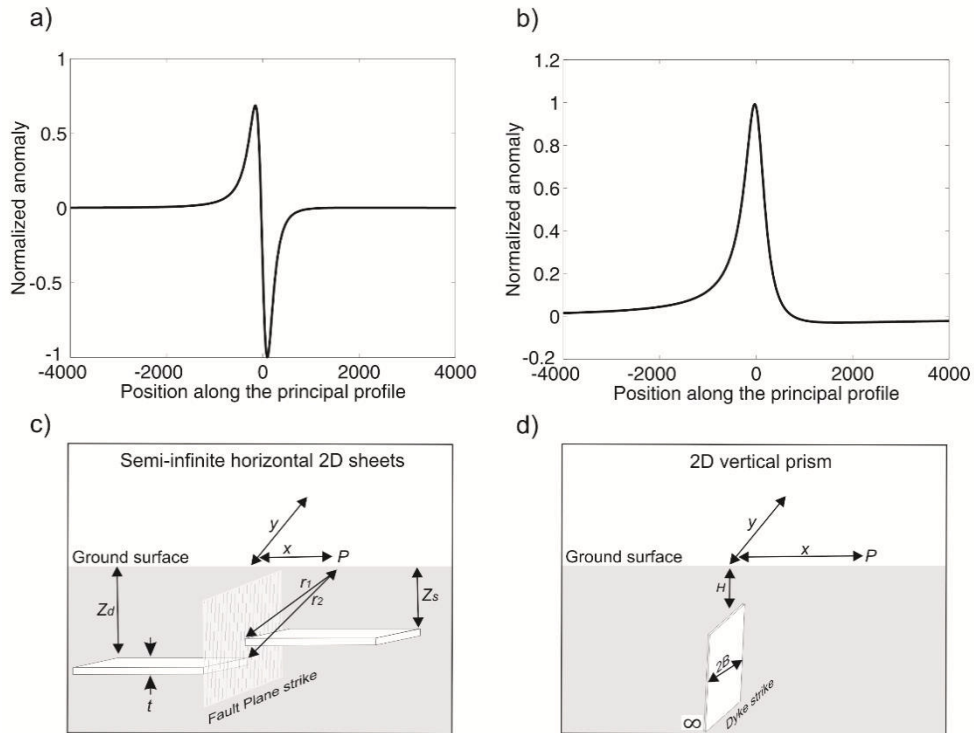 a)
1
0.5
0
-0.5
-1
-4000 -2000 0 2000 4000
Normalized anomaly
Position along the principal profile
b)
1.2
1
0.8
0.6
0.4
0.2
0
-0.2
-4000 -2000 0 2000 4000
Normalized anomaly
Position along the principal profile
c)
Semi-infinite horizontal 2D sheets
y
x P
Ground surface
Zd
r1
r2
Zs
t
Fault Plane strike
d)
2D vertical prism
y
x P
Ground surface
H
2B
Dyke strike
∞